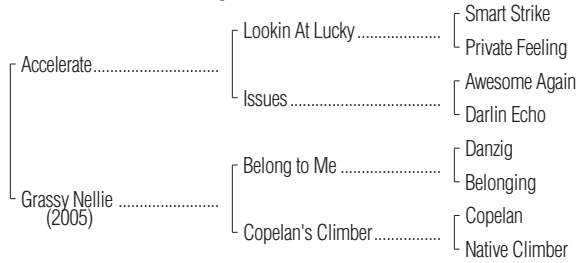 Smart Strike
Lookin At Lucky
Private Feeling
Accelerate
Awesome Again
Issues
Darlin Echo
Danzig
Belong to Me
Belonging
Grassy Nellie
(2005)
Copelan
Copelan's Climber
Native Climber